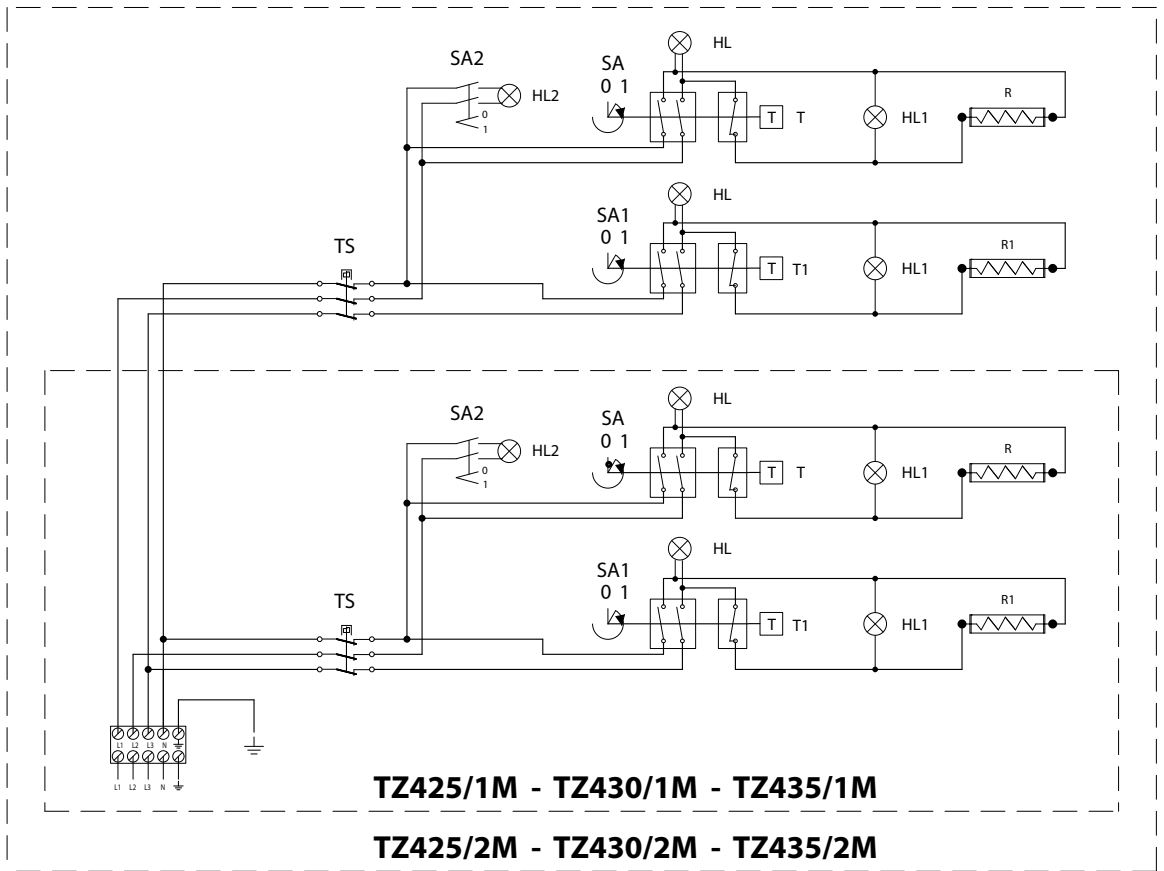 HL
SA2
SA
0 1
R
HL2
T T
HL1
0
1
HL
SA1
0 1
R1
TS
T T1
HL1
HL
SA2
SA
0 1
R
HL2
T T
HL1
0
1
HL
SA1
0 1
R1
TS
T T1
HL1
L1 L2 L3 N
L1 L2 L3 N
TZ425/1M - TZ430/1M - TZ435/1M
TZ425/2M - TZ430/2M - TZ435/2M